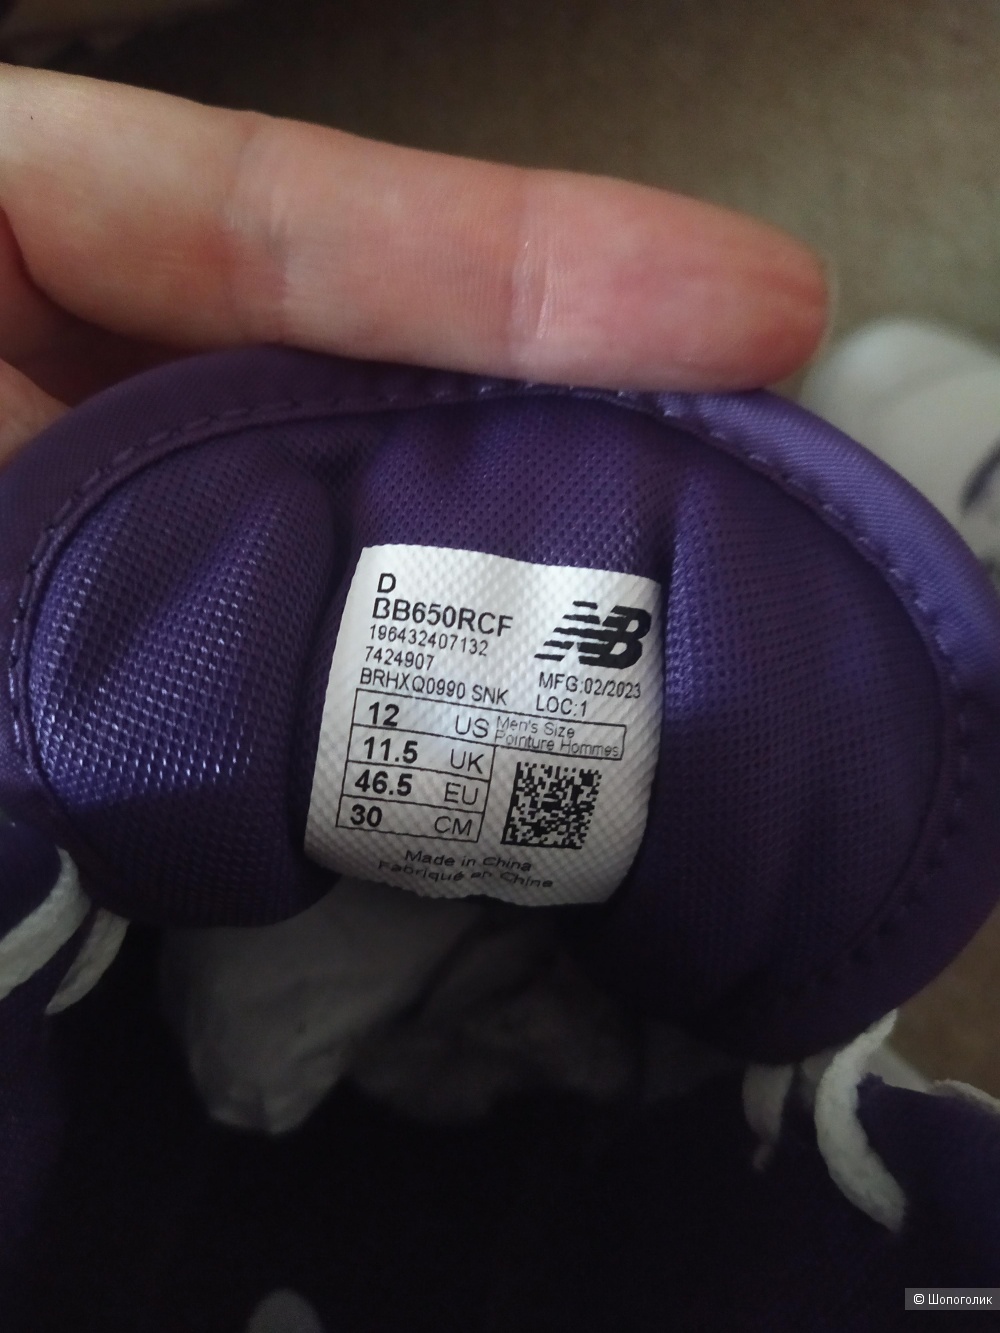 D
BB650RCF
196432407132
7424907
BRHXQ0990 SNK
NB
MFG:02/2023
LOC:1
12 US Men's Size
Pointure Hommes
11.5 UK
46.5 EU
30 CM
Made in China
Fabriqué en Chine
© Шопоголик